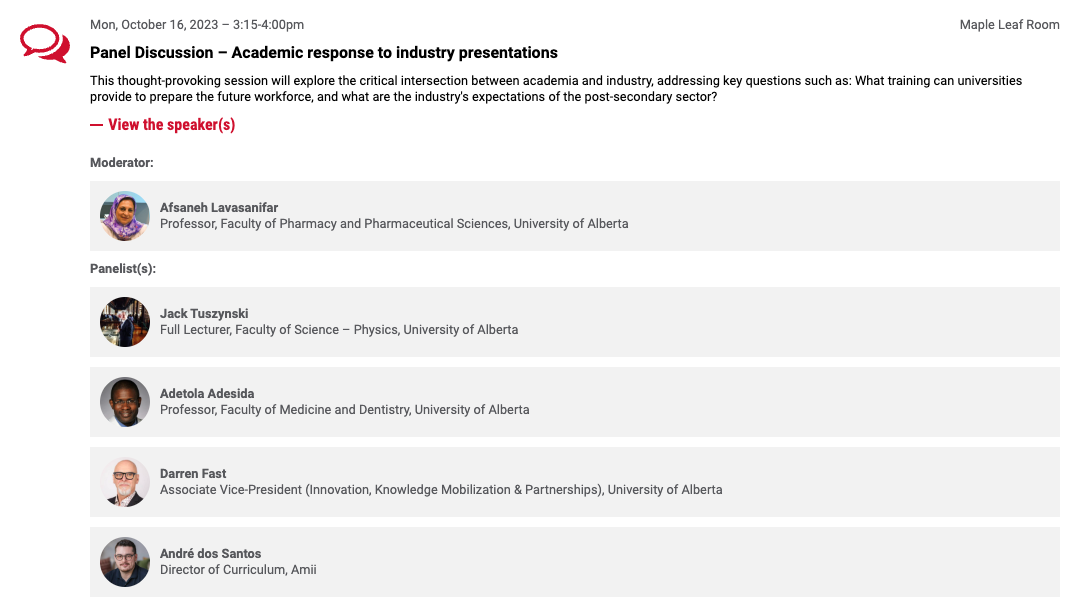 Mon, October 16, 2023 – 3:15-4:00pm
Maple Leaf Room
Panel Discussion – Academic response to industry presentations
This thought-provoking session will explore the critical intersection between academia and industry, addressing key questions such as: What training can universities
provide to prepare the future workforce, and what are the industry's expectations of the post-secondary sector?
— View the speaker(s)
Moderator:
Afsaneh Lavasanifar
Professor, Faculty of Pharmacy and Pharmaceutical Sciences, University of Alberta
Panelist(s):
Jack Tuszynski
Full Lecturer, Faculty of Science – Physics, University of Alberta
Adetola Adesida
Professor, Faculty of Medicine and Dentistry, University of Alberta
Darren Fast
Associate Vice-President (Innovation, Knowledge Mobilization & Partnerships), University of Alberta
André dos Santos
Director of Curriculum, Amii